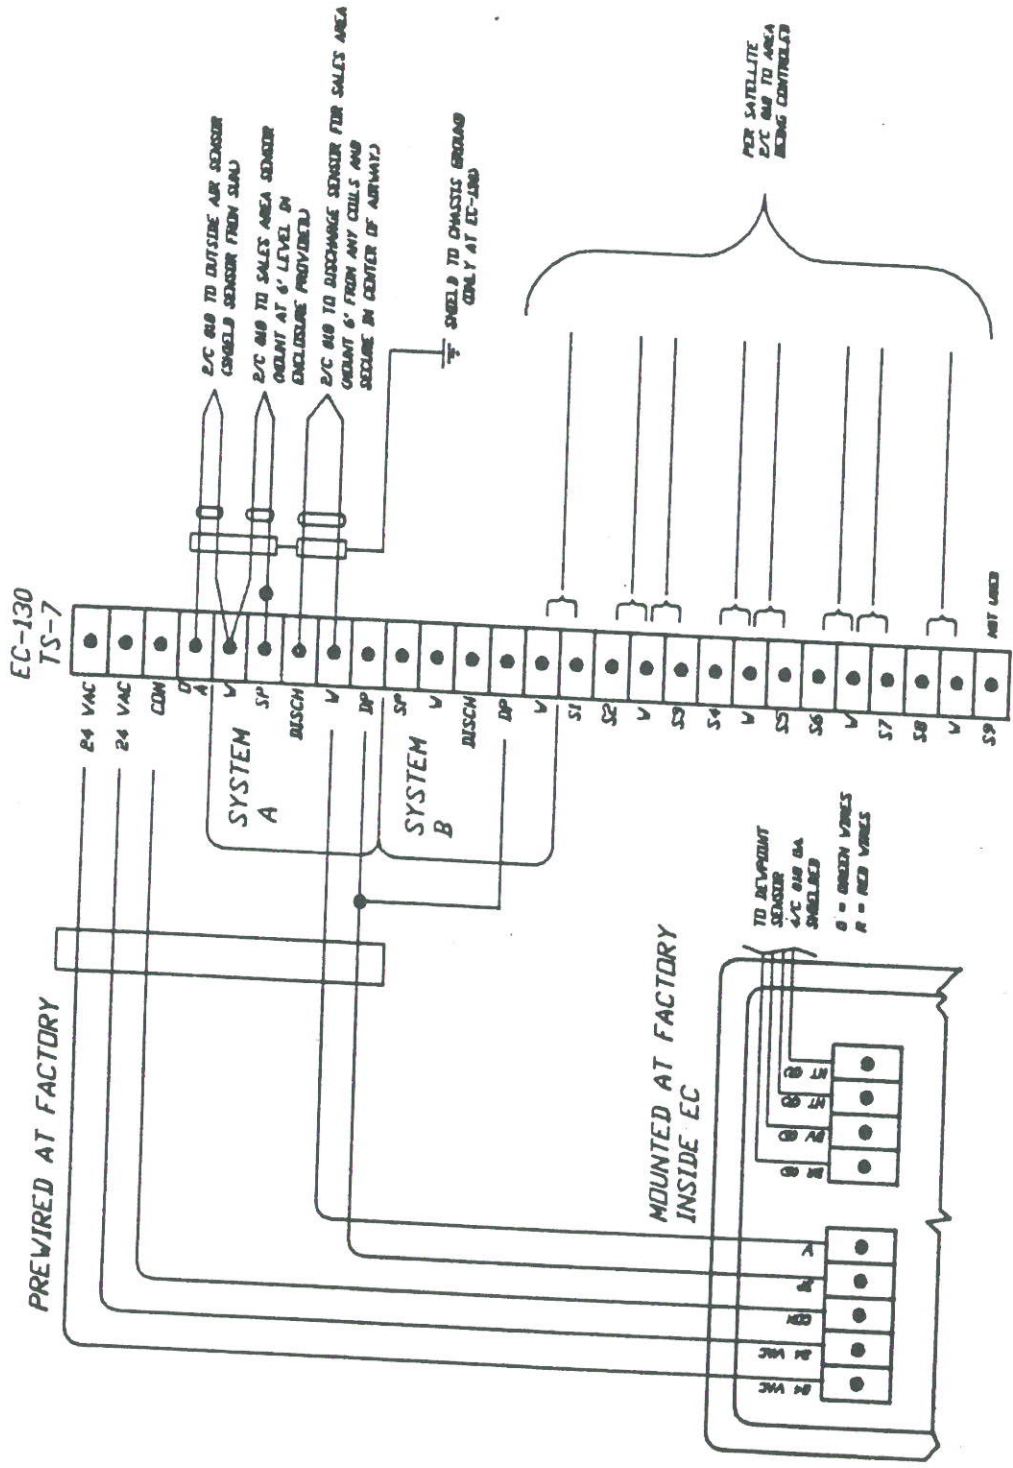 EC-130
TS-7
2/C #18 TO OUTSIDE AIR SENSOR
(SHIELD SENSOR FROM SUN)
2/C #18 TO SALES AREA SENSOR
(MOUNT AT 6' LEVEL IN
ENCLOSURE PROVIDED)
2/C #18 TO DISCHARGE SENSOR FOR SALES AREA
(MOUNT 6' FROM ANY COILS AND
SECURE IN CENTER OF AIRWAY)
SHIELD TO CHASSIS GROUND
ONLY AT EC-130
PER SATELLITE
2/C #18 TO AREA
BEING CONTROLED
24 VAC
24 VAC
COM
O
A
W
SP
DISCH
W
DP
SP
W
DISCH
DP
W
S1
S2
W
S3
S4
W
S5
S6
W
S7
S8
W
S9
NOT USED
SYSTEM
A
SYSTEM
B
PREWIRED AT FACTORY
MOUNTED AT FACTORY
INSIDE EC
TO DEWPOINT
SENSOR
4/C #18 GA
SHIELDED
G = GREEN WIRES
R = RED WIRES
24 VAC
24 VAC
COM
DP